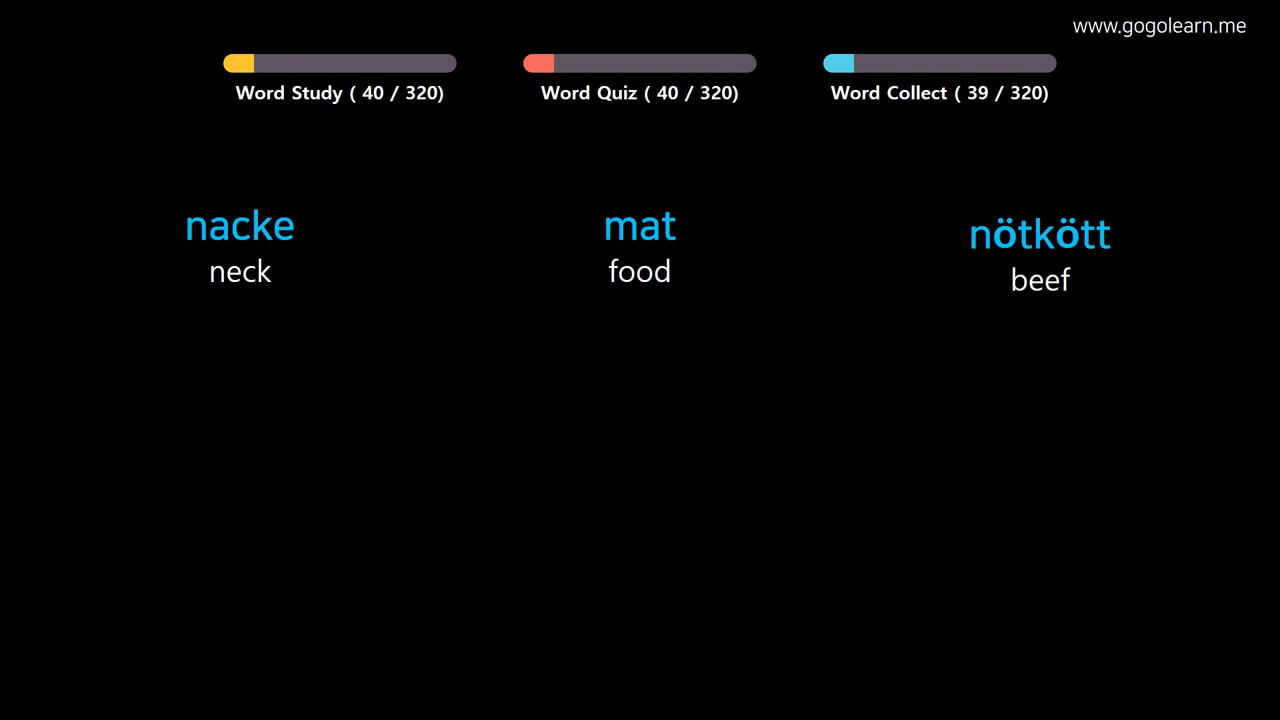 www.gogolearn.me
Word Study ( 40 / 320)
Word Quiz ( 40 / 320)
Word Collect ( 39 / 320)
nacke
neck
mat
food
nötkött
beef